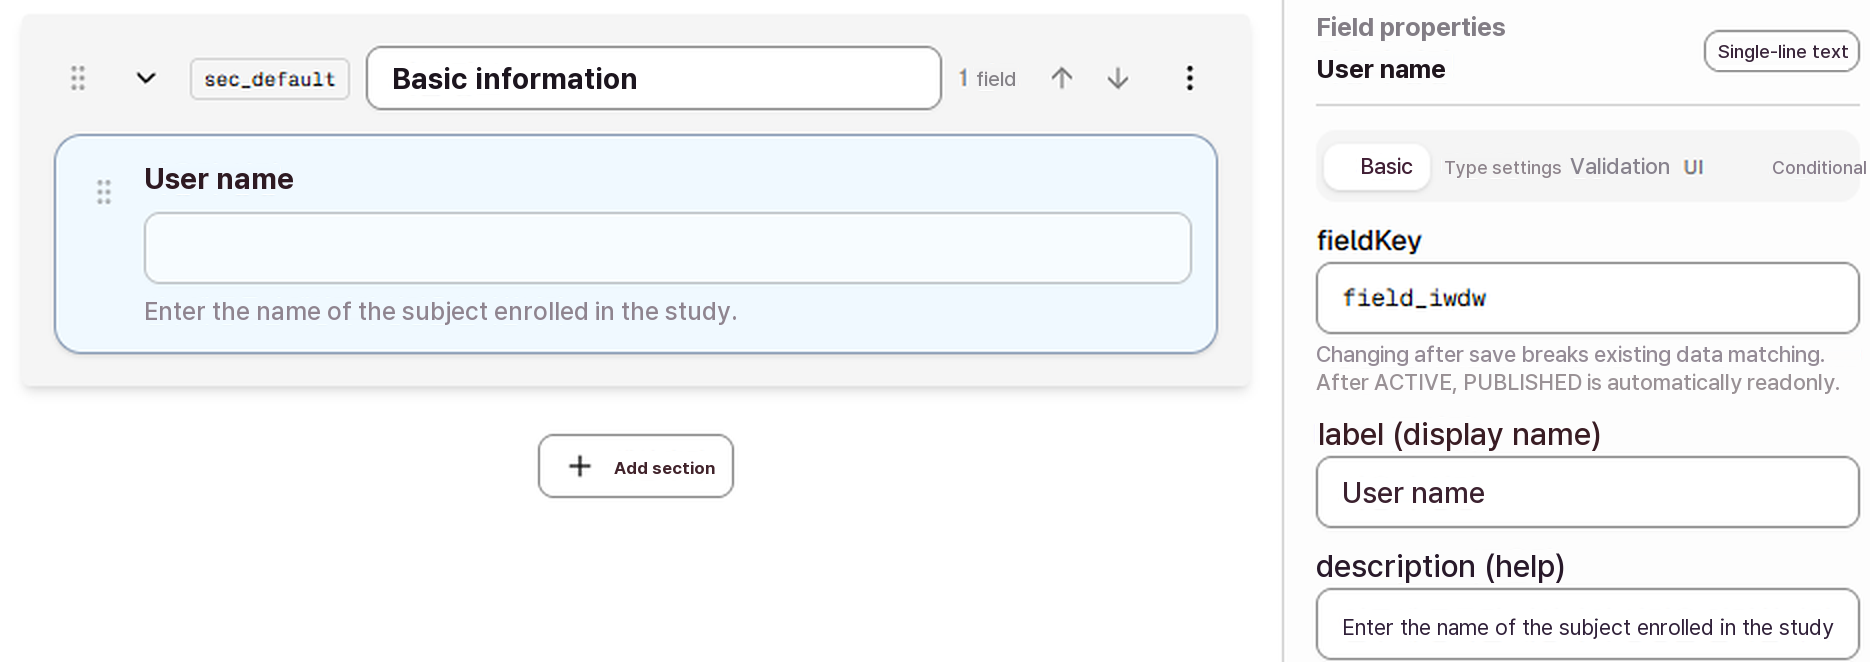 sec_default
Basic information
1 field
User name
Enter the name of the subject enrolled in the study.
Add section
Field properties
User name
Single-line text
Basic Type settings Validation UI Conditional
fieldKey
field_iwdw
Changing after save breaks existing data matching.
After ACTIVE, PUBLISHED is automatically readonly.
label (display name)
User name
description (help)
Enter the name of the subject enrolled in the study